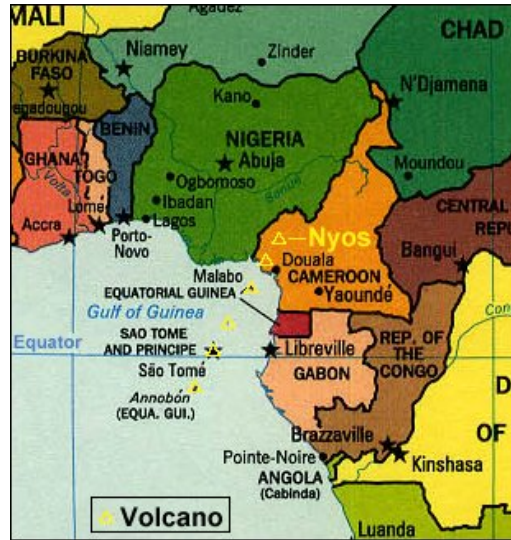 MALI
Agadez
CHAD
Niamey
Zinder
BURKINA
FASO
N'Djamena
Kano
NIGERIA
BENIN
Abuja
Moundou
GHANA
TOGO
Volta
Ogbomoso
Ibadan
Benue
Lomé
Lagos
Accra
Porto-
Novo
CENTRAL
Nyos
Bangui
Douala
Malabo
CAMEROON
EQUATORIAL GUINEA
Yaoundé
Gulf of Guinea
Equator
SAO TOME
AND PRINCIPE
Libreville
REP. OF
THE
CONGO
São Tomé
GABON
Annobón
(EQUA. GUI.)
D
OF
Brazzaville
Pointe-Noire
Kinshasa
ANGOLA
(Cabinda)
Volcano
Luanda